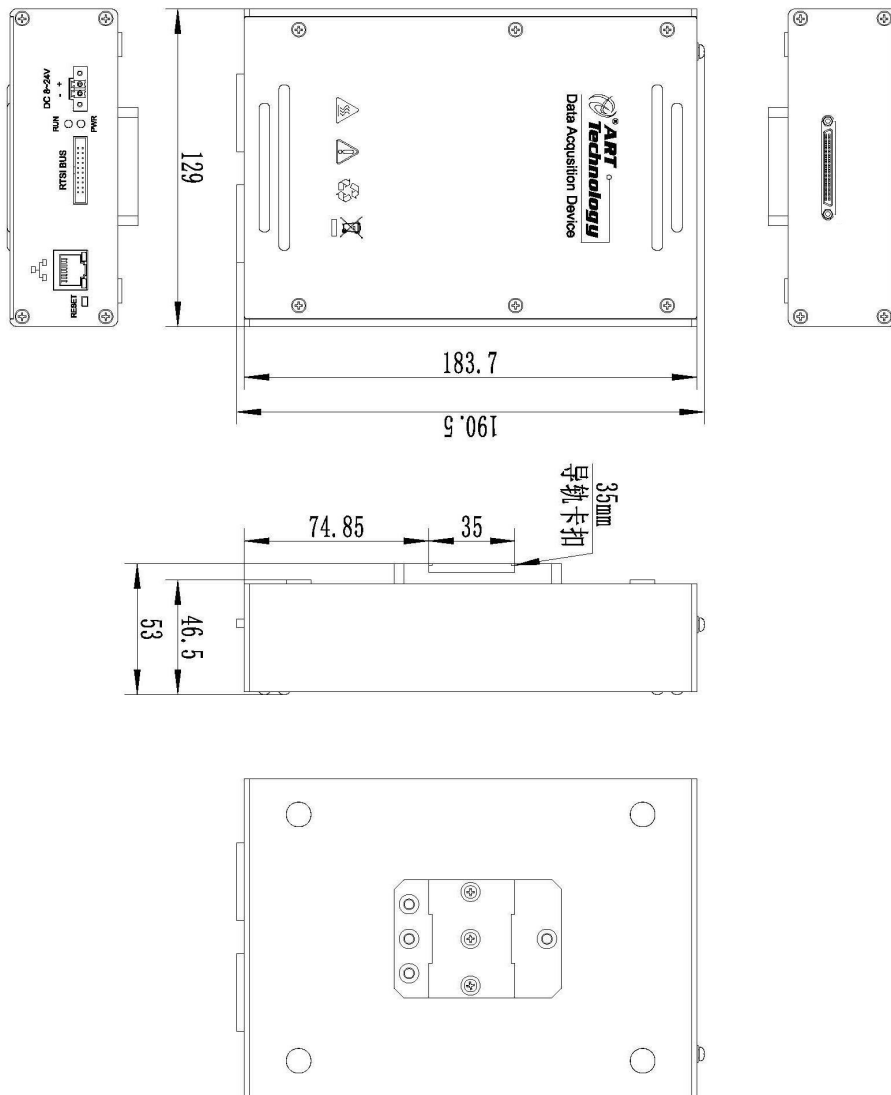 DC 8~24V
- +
RUN
PWR
RTSI BUS
RESET
ART
Technology
®
Data Acqusition Device
129
183.7
190.5
35mm
导轨卡扣
74.85
35
53
46.5